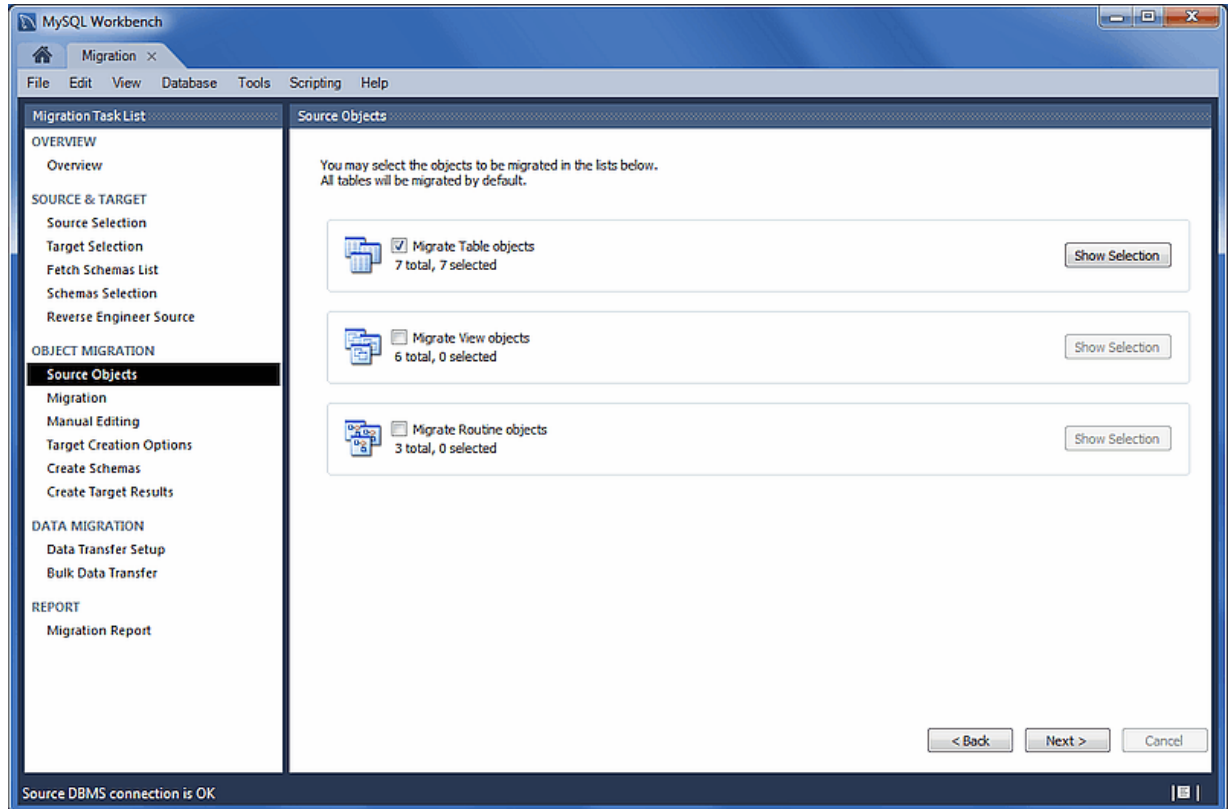 MySQL Workbench
Migration
File Edit View Database Tools Scripting Help
Migration Task List
OVERVIEW
Overview
SOURCE & TARGET
Source Selection
Target Selection
Fetch Schemas List
Schemas Selection
Reverse Engineer Source
OBJECT MIGRATION
Source Objects
Migration
Manual Editing
Target Creation Options
Create Schemas
Create Target Results
DATA MIGRATION
Data Transfer Setup
Bulk Data Transfer
REPORT
Migration Report
Source Objects
You may select the objects to be migrated in the lists below.
All tables will be migrated by default.
Migrate Table objects
7 total, 7 selected
Show Selection
Migrate View objects
6 total, 0 selected
Show Selection
Migrate Routine objects
3 total, 0 selected
Show Selection
< Back Next > Cancel
Source DBMS connection is OK